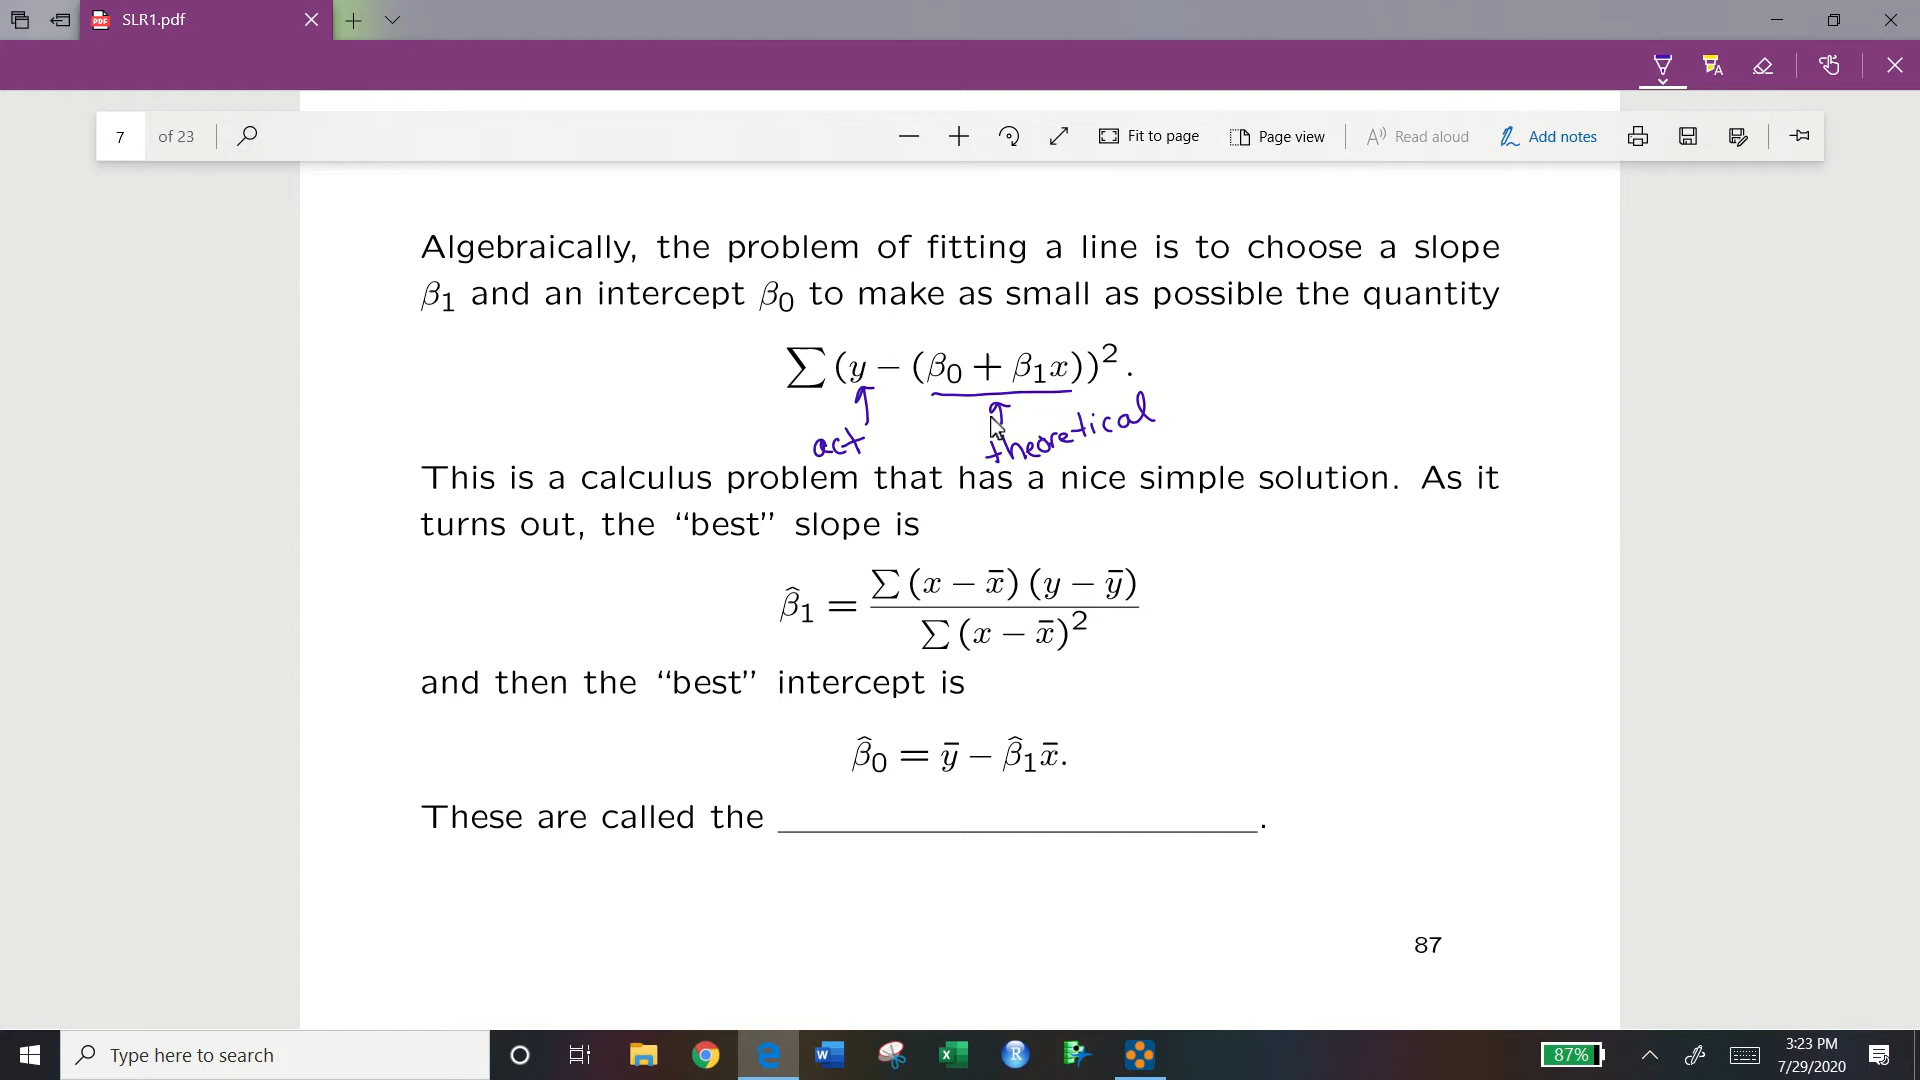 SLR1.pdf
7 of 23 Fit to page Page view Read aloud Add notes
Algebraically, the problem of fitting a line is to choose a slope
β₁ and an intercept β₀ to make as small as possible the quantity
∑ (y − (β₀ + β₁x))².
act theoretical
This is a calculus problem that has a nice simple solution. As it
turns out, the “best” slope is
β̂₁ = ∑ (x − x̄) (y − ȳ) / ∑ (x − x̄)²
and then the “best” intercept is
β̂₀ = ȳ − β̂₁x̄.
These are called the ______________________.
87
Type here to search 87% 3:23 PM
7/29/2020